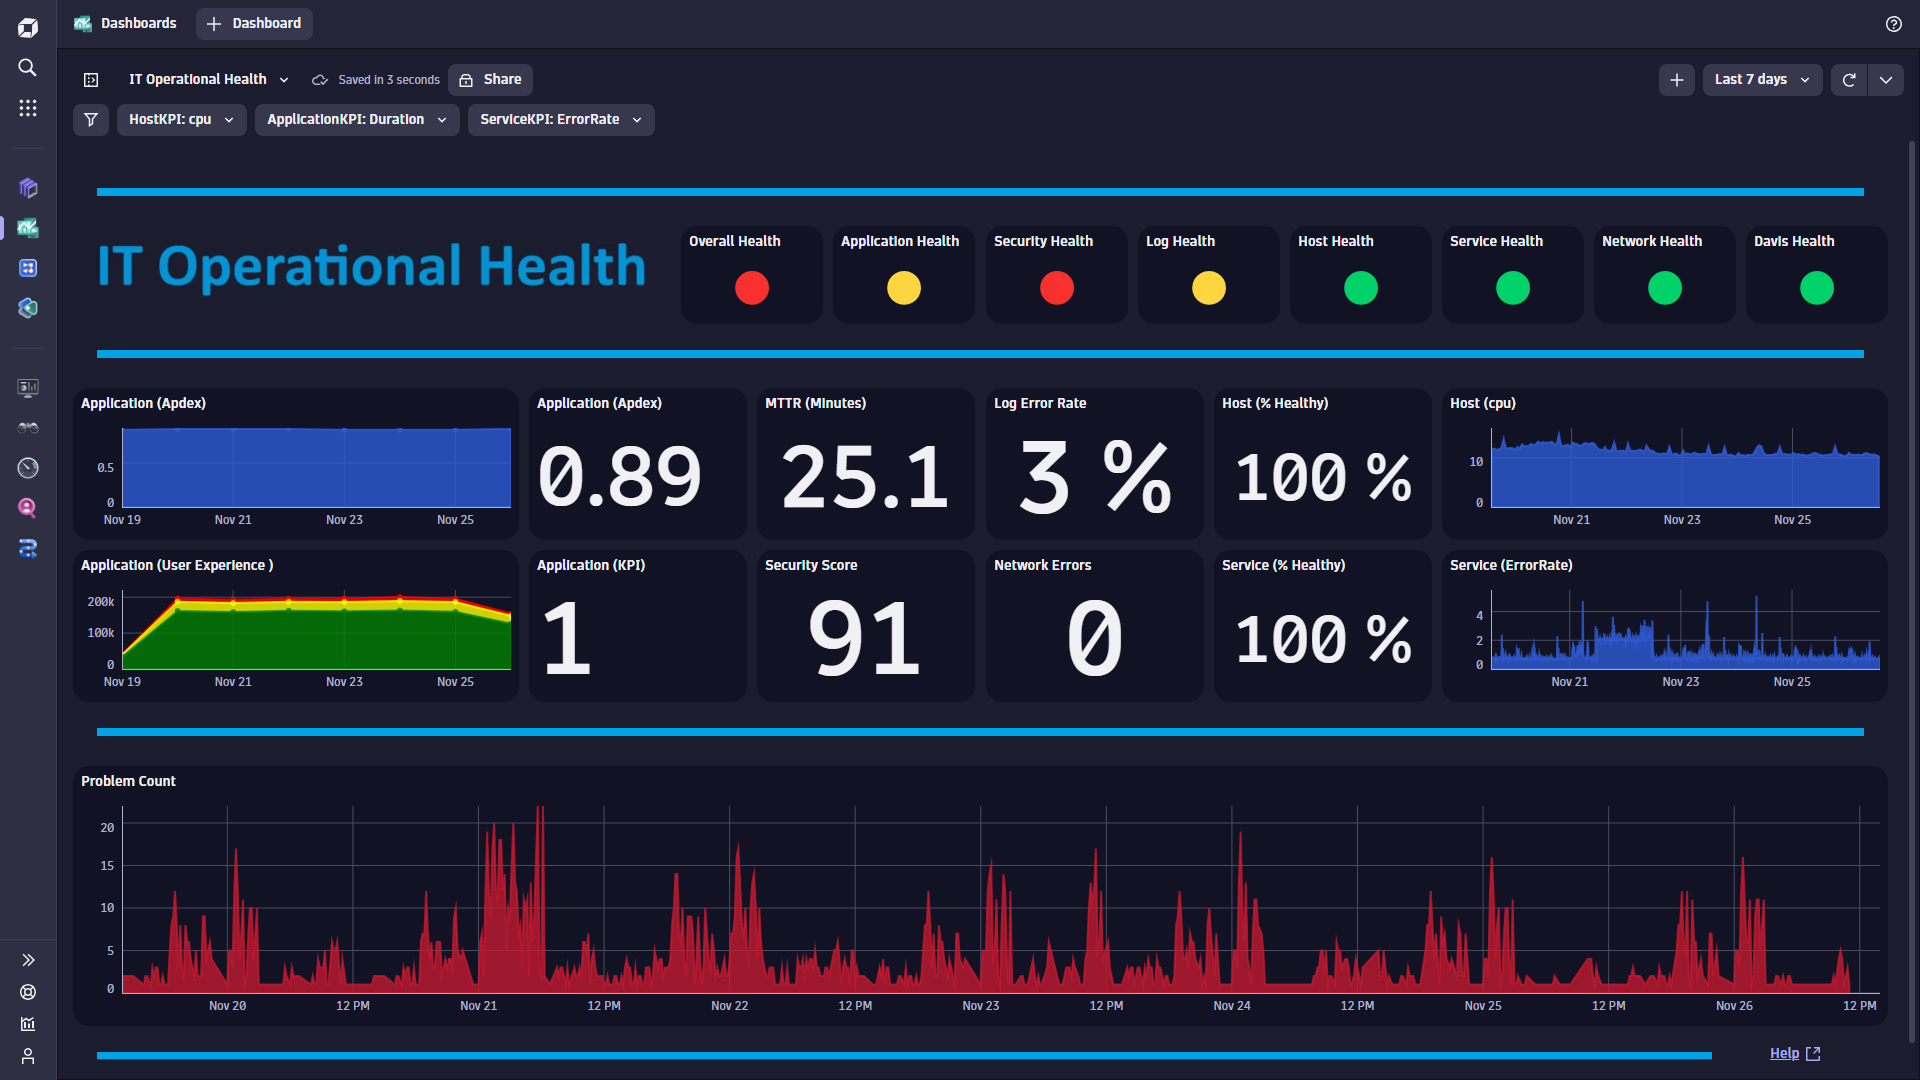 Dashboards
Dashboard
IT Operational Health
Saved in 3 seconds
Share
Last 7 days
HostKPI: cpu
ApplicationKPI: Duration
ServiceKPI: ErrorRate
IT Operational Health
Overall Health
Application Health
Security Health
Log Health
Host Health
Service Health
Network Health
Davis Health
Application (Apdex)
0.5
0
Nov 19 Nov 21 Nov 23 Nov 25
Application (Apdex)
0.89
MTTR (Minutes)
25.1
Log Error Rate
3 %
Host (% Healthy)
100 %
Host (cpu)
10
0
Nov 21 Nov 23 Nov 25
Application (User Experience )
200k
100k
0
Nov 19 Nov 21 Nov 23 Nov 25
Application (KPI)
1
Security Score
91
Network Errors
0
Service (% Healthy)
100 %
Service (ErrorRate)
4
2
0
Nov 21 Nov 23 Nov 25
Problem Count
20
15
10
5
0
Nov 20 12 PM Nov 21 12 PM Nov 22 12 PM Nov 23 12 PM Nov 24 12 PM Nov 25 12 PM Nov 26 12 PM
Help